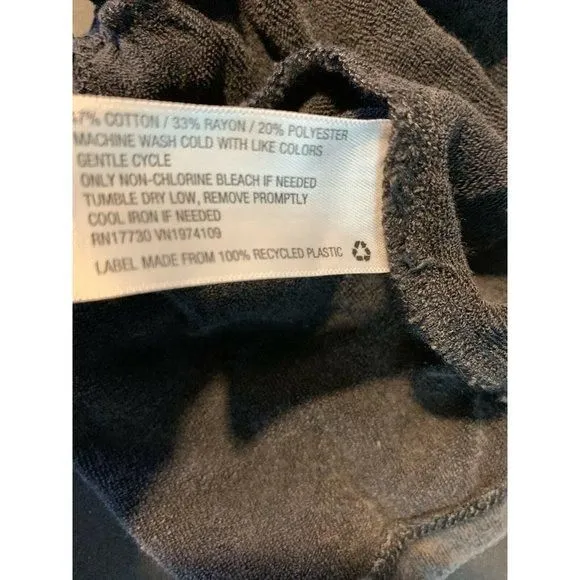 47% COTTON / 33% RAYON / 20% POLYESTER
MACHINE WASH COLD WITH LIKE COLORS
GENTLE CYCLE
ONLY NON-CHLORINE BLEACH IF NEEDED
TUMBLE DRY LOW, REMOVE PROMPTLY
COOL IRON IF NEEDED
RN17730 VN1974109
LABEL MADE FROM 100% RECYCLED PLASTIC